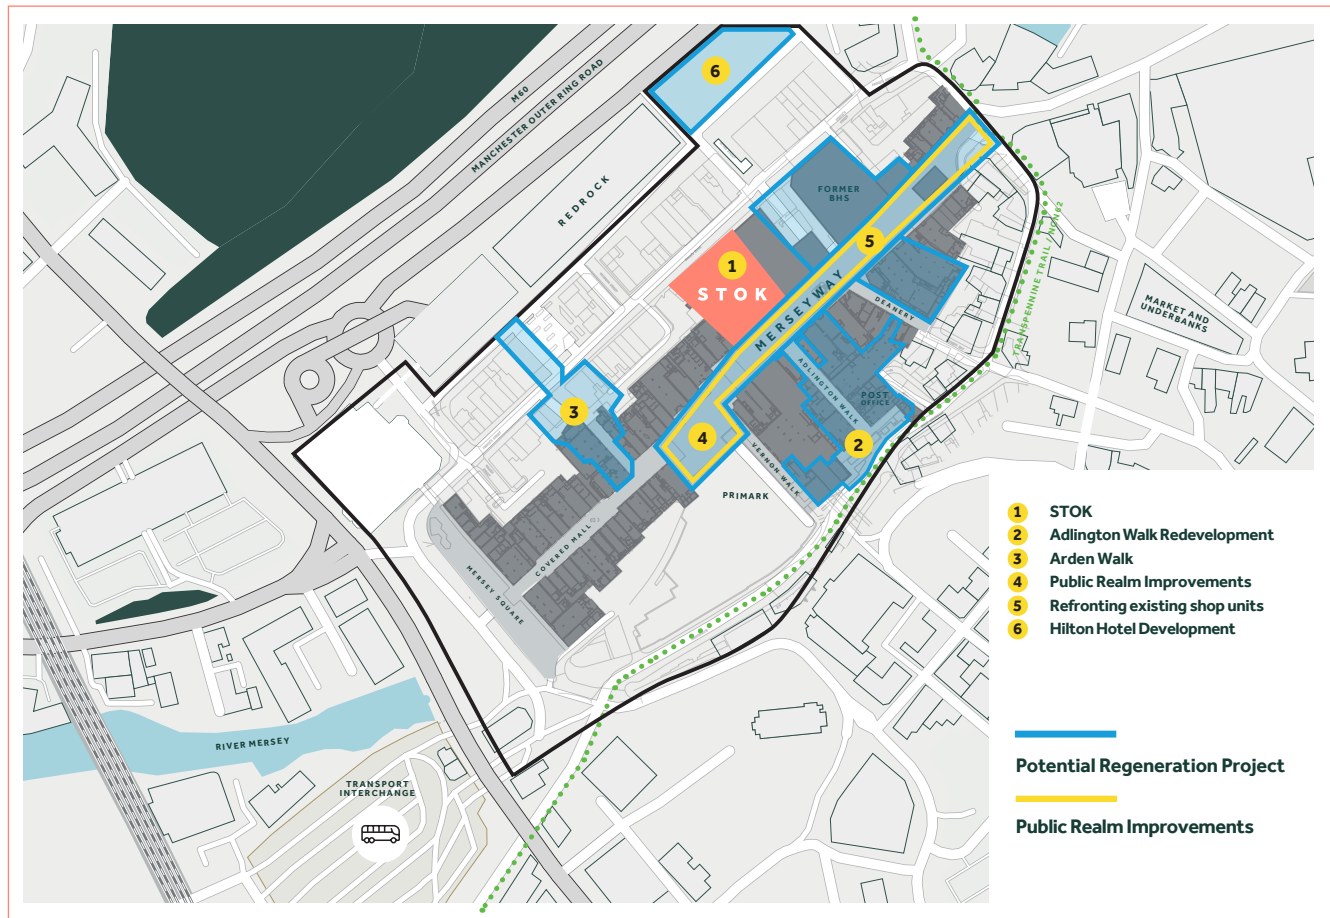 6
M60
MANCHESTER OUTER RING ROAD
REDROCK
FORMER
BHS
5
1
STOK
MERSEYWAY
DEANERY
TRANSPENNINE TRAIL / NCN62
MARKET AND
UNDERBANKS
ADLINGTON WALK
POST
OFFICE
3
4
2
VERNON WALK
PRIMARK
COVERED MALL
MERSEY SQUARE
RIVER MERSEY
TRANSPORT
INTERCHANGE
1 STOK
2 Adlington Walk Redevelopment
3 Arden Walk
4 Public Realm Improvements
5 Refronting existing shop units
6 Hilton Hotel Development
Potential Regeneration Project
Public Realm Improvements